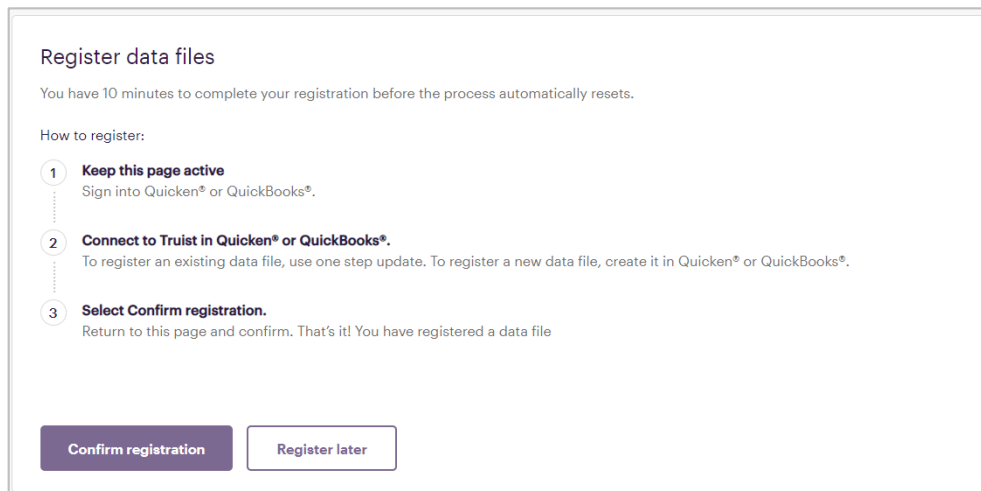 Register data files
You have 10 minutes to complete your registration before the process automatically resets.
How to register:
1 Keep this page active
Sign into Quicken® or QuickBooks®.
2 Connect to Truist in Quicken® or QuickBooks®.
To register an existing data file, use one step update. To register a new data file, create it in Quicken® or QuickBooks®.
3 Select Confirm registration.
Return to this page and confirm. That's it! You have registered a data file
Confirm registration Register later